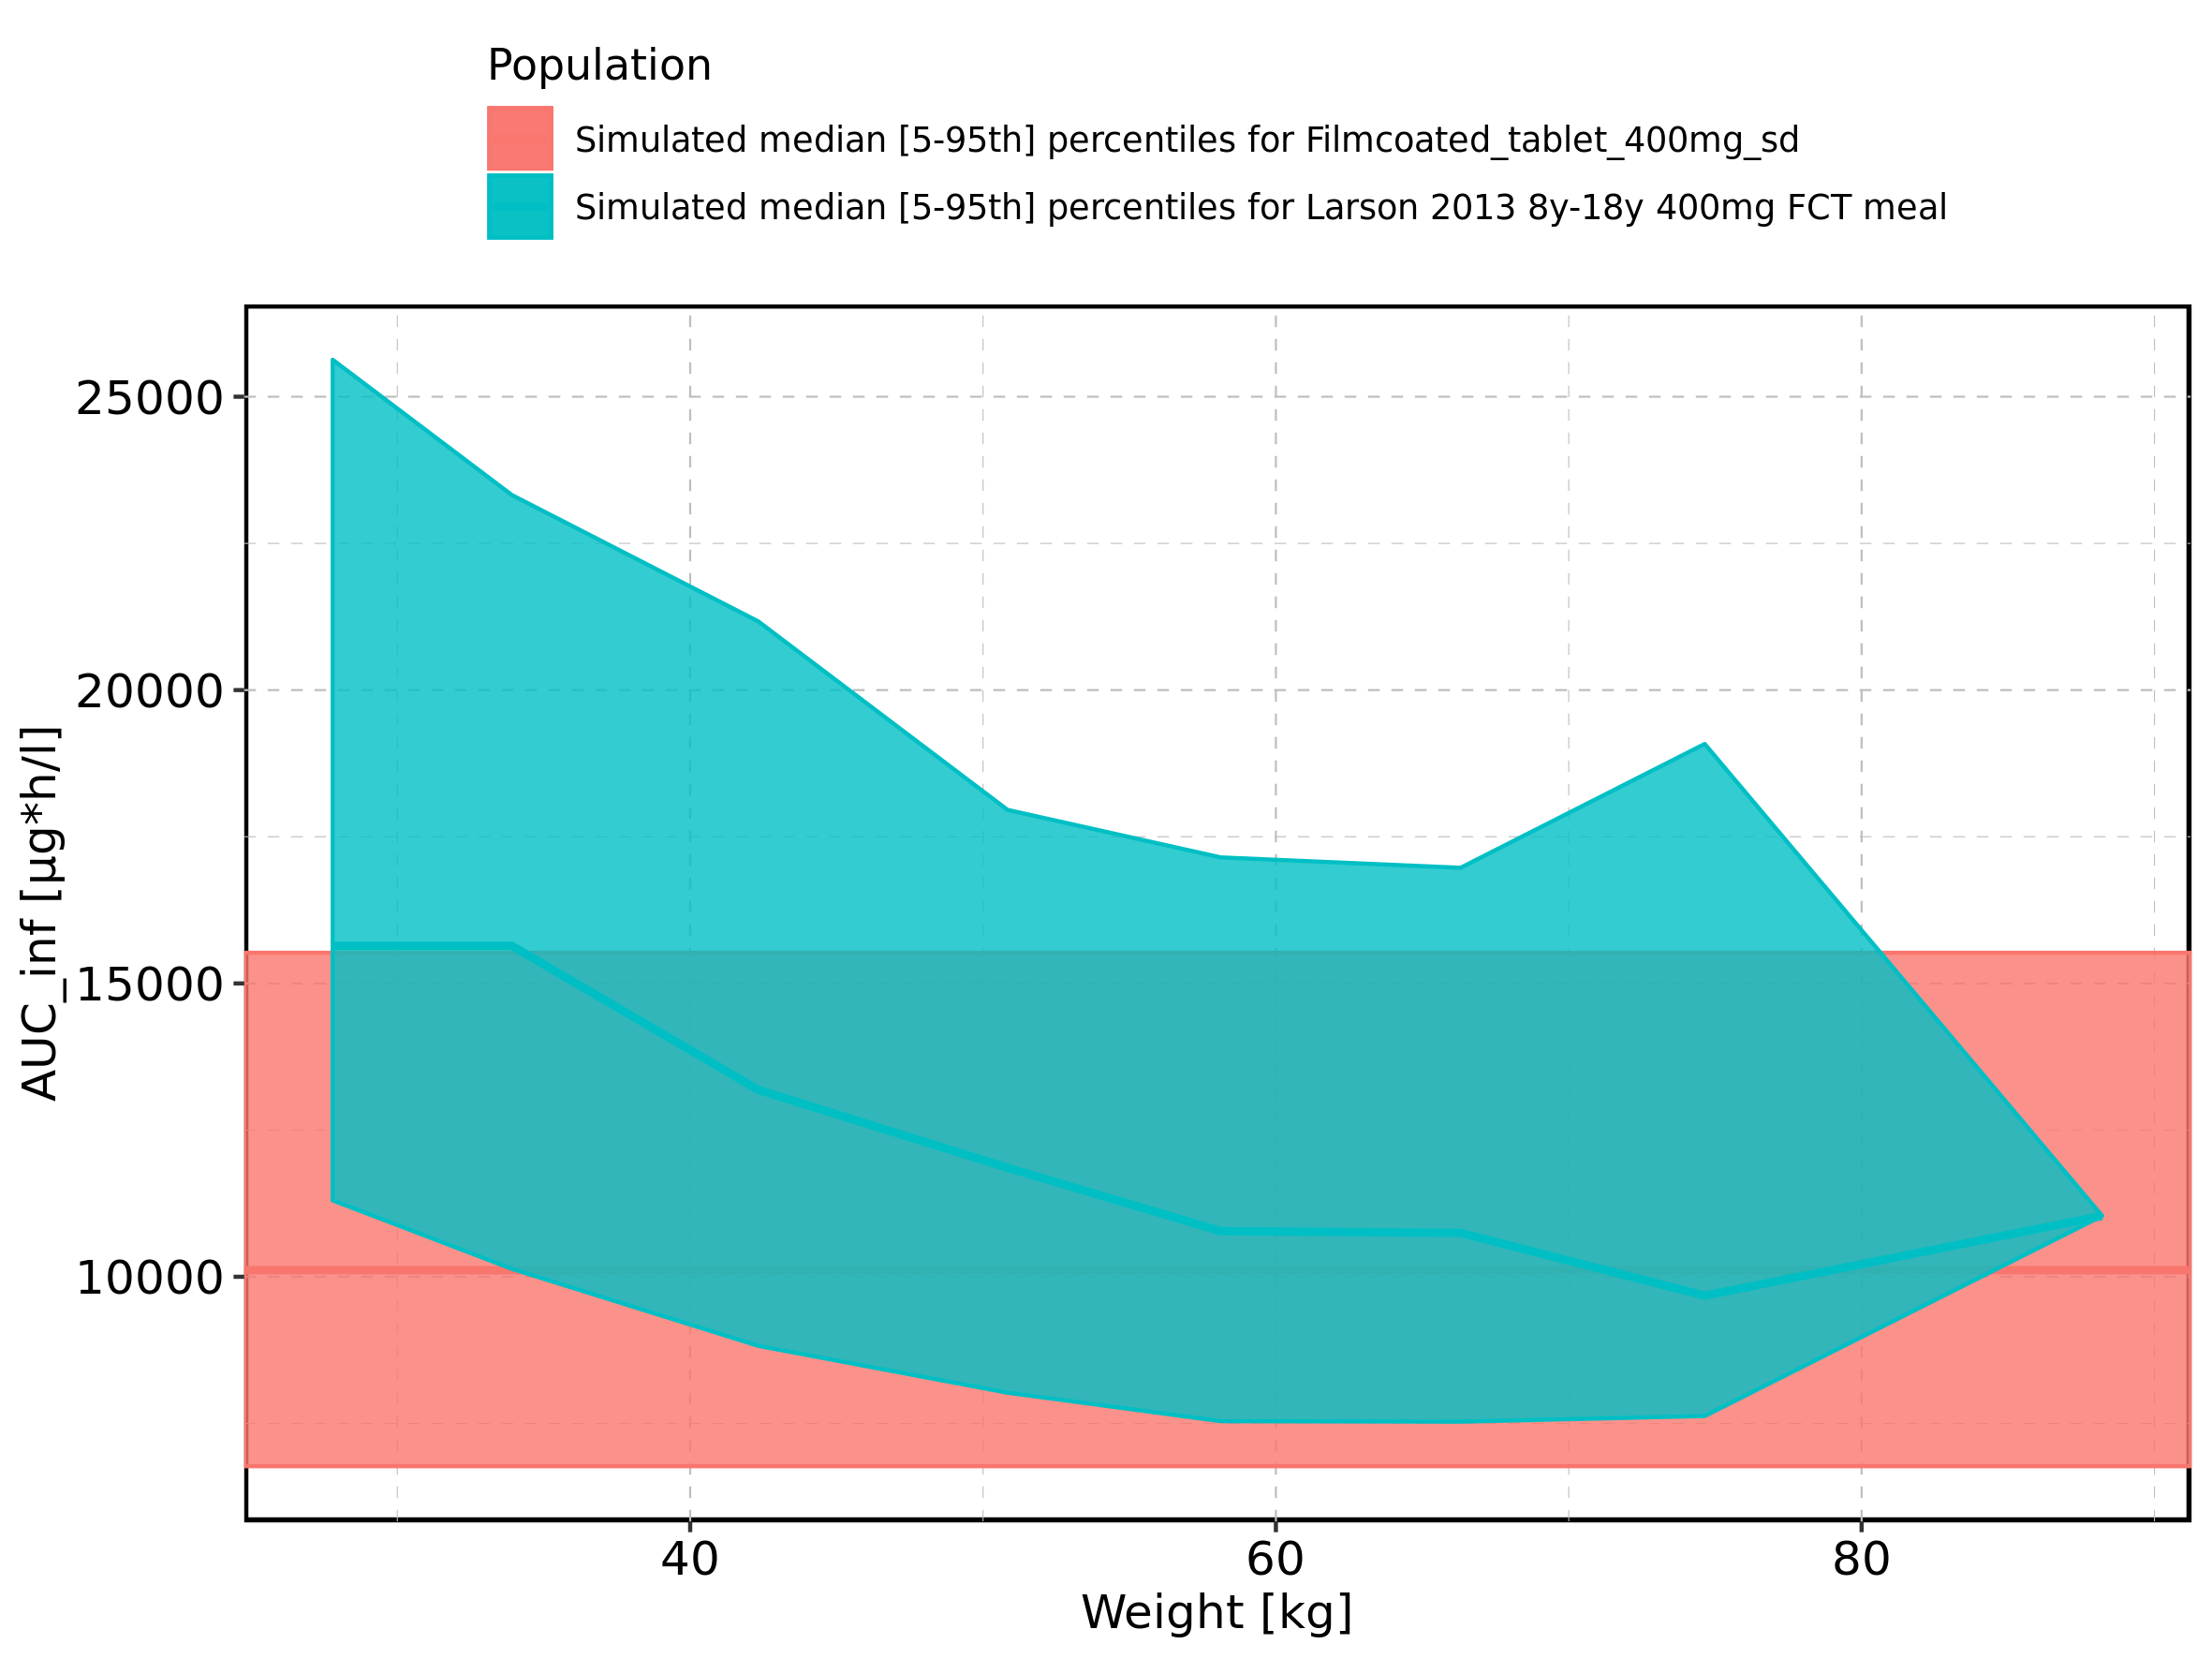 Population
Simulated median [5-95th] percentiles for Filmcoated_tablet_400mg_sd
Simulated median [5-95th] percentiles for Larson 2013 8y-18y 400mg FCT meal
AUC_inf [µg*h/l]
25000
20000
15000
10000
40 60 80
Weight [kg]